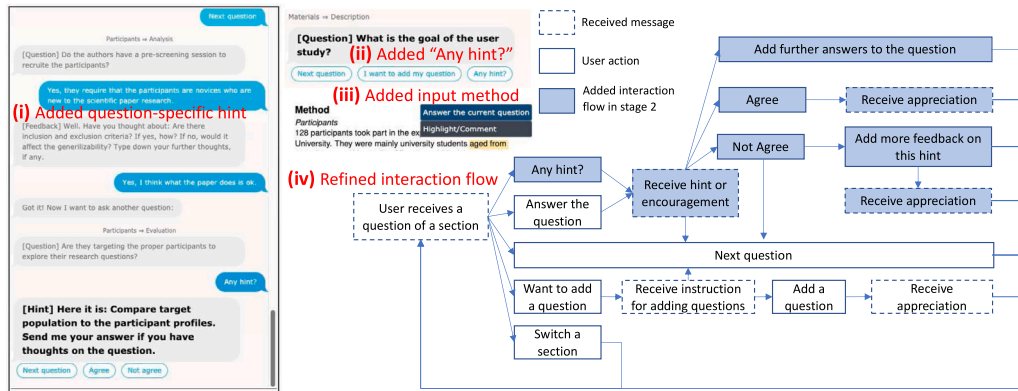 Next question
Participants ⇒ Analysis
[Question] Do the authors have a pre-screening session to
recruite the participants?
Yes, they require that the participants are novices who are
new to the scientific paper research.
(i) Added question-specific hint
[Feedback] Well. Have you thought about: Are there
inclusion and exclusion criteria? If yes, how? If no, would it
affect the generilizability? Type down your further thoughts,
if any.
Yes, I think what the paper does is ok.
Got it! Now I want to ask another question:
Participants ⇒ Evaluation
[Question] Are they targeting the proper participants to
explore their research questions?
Any hint?
[Hint] Here it is: Compare target
population to the participant profiles.
Send me your answer if you have
thoughts on the question.
Next question
Agree
Not agree
Materials ⇒ Description
[Question] What is the goal of the user
study?
(ii) Added “Any hint?”
Next question
I want to add my question
Any hint?
(iii) Added input method
Method
Participants
128 participants took part in the ex
University. They were mainly university students aged from
Answer the current question
Highlight/Comment
Received message
User action
Added interaction
flow in stage 2
(iv) Refined interaction flow
User receives a
question of a section
Any hint?
Answer the
question
Receive hint or
encouragement
Add further answers to the question
Agree
Receive appreciation
Not Agree
Add more feedback on
this hint
Receive appreciation
Next question
Want to add
a question
Receive instruction
for adding questions
Add a
question
Receive
appreciation
Switch a
section